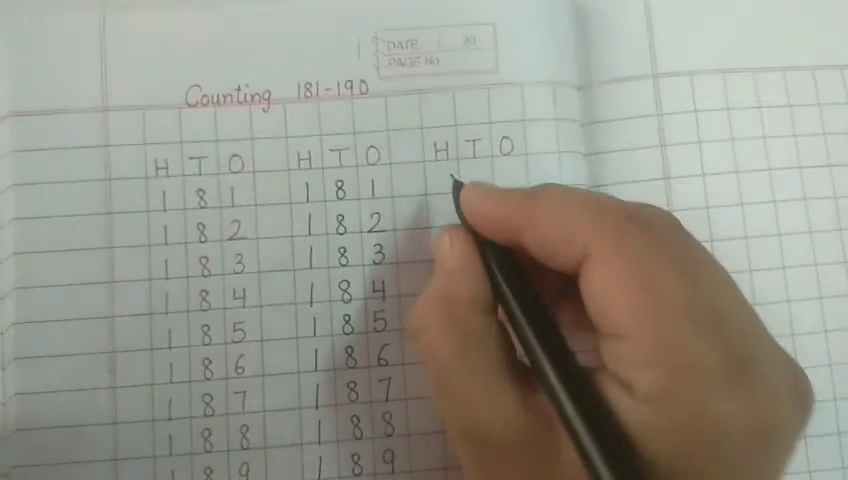 DATE / 20
PAGE No
Counting 181-190
H T O H T O H T O
1 8 1 1 8 1
1 8 2 1 8 2
1 8 3 1 8 3
1 8 4 1 8 4
1 8 5 1 8 5
1 8 6 1 8 6
1 8 7 1 8 7
1 8 8 1 8 8
1 8 9 1 8 9